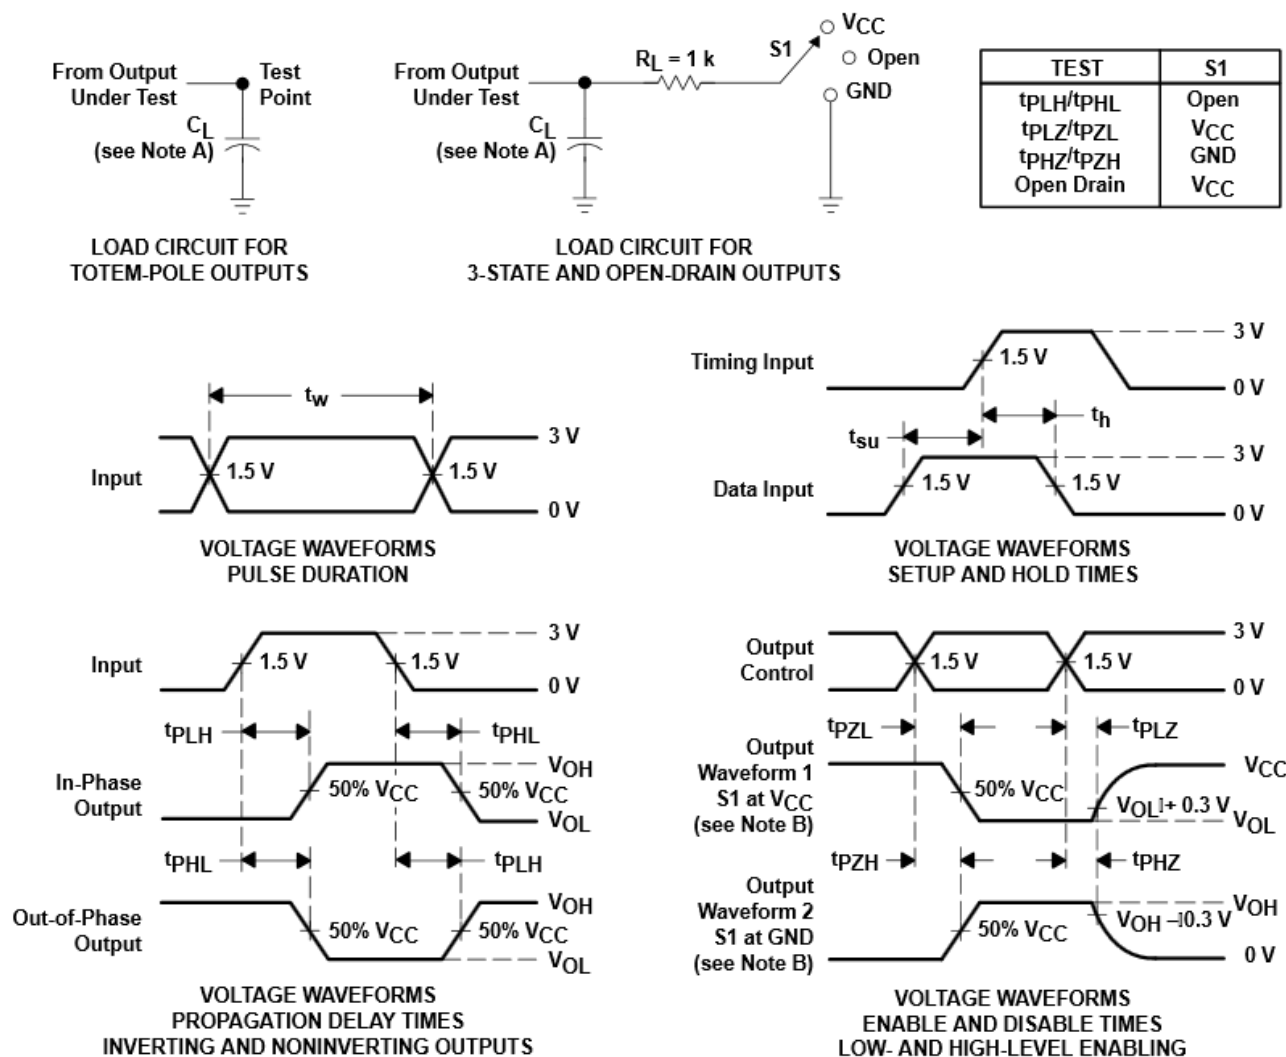 From Output
Under Test
Test
Point
CL
(see Note A)
LOAD CIRCUIT FOR
TOTEM-POLE OUTPUTS
From Output
Under Test
RL = 1 k
S1
VCC
Open
GND
CL
(see Note A)
LOAD CIRCUIT FOR
3-STATE AND OPEN-DRAIN OUTPUTS
TEST S1
tPLH/tPHL Open
tPLZ/tPZL VCC
tPHZ/tPZH GND
Open Drain VCC
tw
Input
1.5 V
1.5 V
3 V
0 V
VOLTAGE WAVEFORMS
PULSE DURATION
Timing Input
1.5 V
3 V
0 V
tsu
th
Data Input
1.5 V
1.5 V
3 V
0 V
VOLTAGE WAVEFORMS
SETUP AND HOLD TIMES
Input
1.5 V
1.5 V
3 V
0 V
tPLH
tPHL
In-Phase
Output
50% VCC
50% VCC
VOH
VOL
tPHL
tPLH
Out-of-Phase
Output
50% VCC
50% VCC
VOH
VOL
VOLTAGE WAVEFORMS
PROPAGATION DELAY TIMES
INVERTING AND NONINVERTING OUTPUTS
Output
Control
1.5 V
1.5 V
3 V
0 V
tPZL
tPLZ
Output
Waveform 1
S1 at VCC
(see Note B)
50% VCC
VCC
VOL + 0.3 V
VOL
tPZH
tPHZ
Output
Waveform 2
S1 at GND
(see Note B)
50% VCC
VOH
VOH − 0.3 V
0 V
VOLTAGE WAVEFORMS
ENABLE AND DISABLE TIMES
LOW- AND HIGH-LEVEL ENABLING